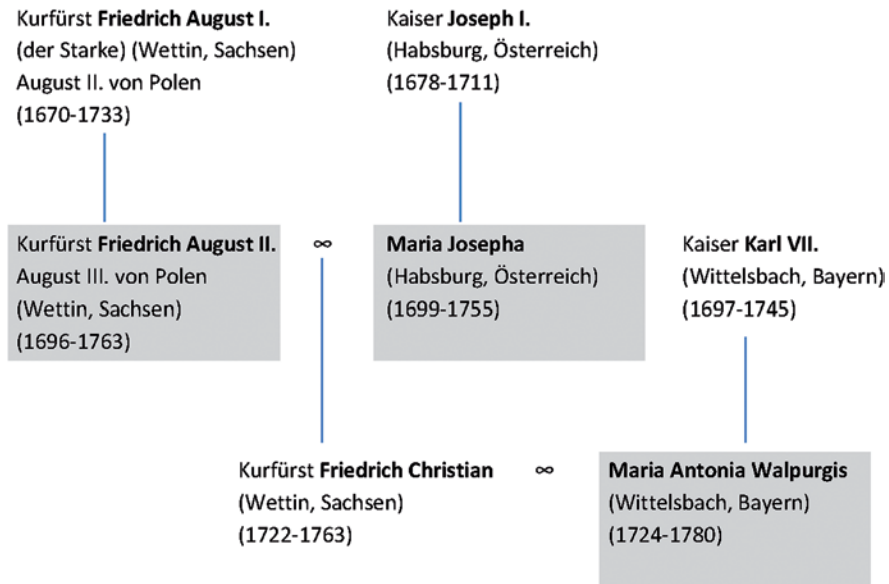 Kurfürst Friedrich August I.
(der Starke) (Wettin, Sachsen)
August II. von Polen
(1670-1733)
Kaiser Joseph I.
(Habsburg, Österreich)
(1678-1711)
Kurfürst Friedrich August II.
August III. von Polen
(Wettin, Sachsen)
(1696-1763)
∞
Maria Josepha
(Habsburg, Österreich)
(1699-1755)
Kaiser Karl VII.
(Wittelsbach, Bayern)
(1697-1745)
Kurfürst Friedrich Christian
(Wettin, Sachsen)
(1722-1763)
∞
Maria Antonia Walpurgis
(Wittelsbach, Bayern)
(1724-1780)